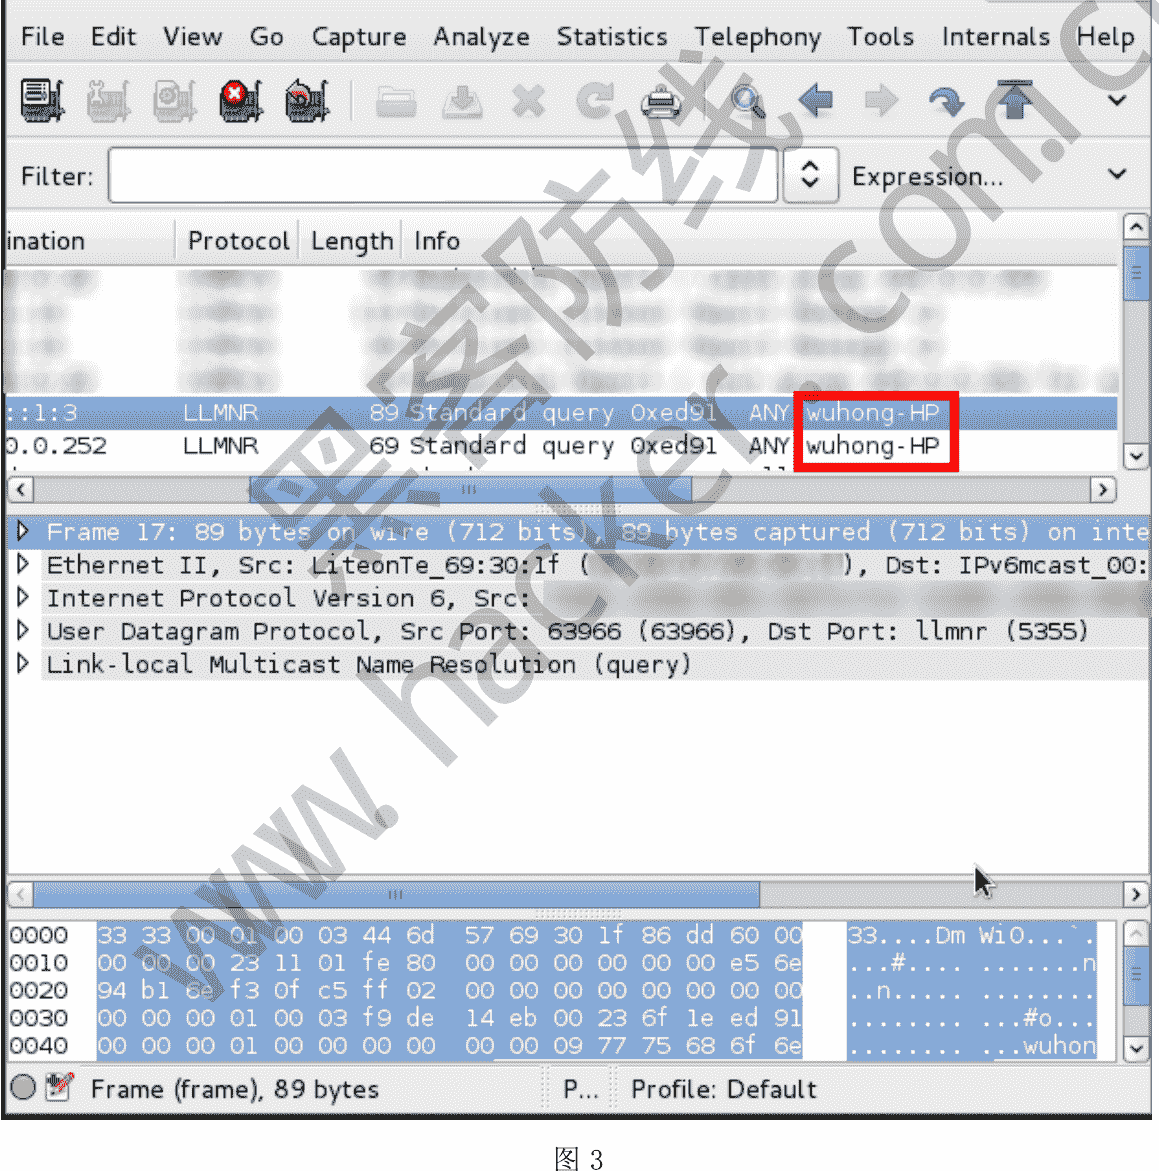 File Edit View Go Capture Analyze Statistics Telephony Tools Internals Help
Filter: Expression...
ination Protocol Length Info
::1:3 LLMNR 89 Standard query 0xed91 ANY wuhong-HP
0.0.252 LLMNR 69 Standard query 0xed91 ANY wuhong-HP
Frame 17: 89 bytes on wire (712 bits), 89 bytes captured (712 bits) on inte
Ethernet II, Src: LiteonTe_69:30:1f ( ), Dst: IPv6mcast_00:
Internet Protocol Version 6, Src:
User Datagram Protocol, Src Port: 63966 (63966), Dst Port: llmnr (5355)
Link-local Multicast Name Resolution (query)
0000 33 33 00 01 00 03 44 6d 57 69 30 1f 86 dd 60 00 33....Dm Wi0...`.
0010 00 00 00 23 11 01 fe 80 00 00 00 00 00 00 e5 6e ...#.... .......n
0020 94 b1 6e f3 0f c5 ff 02 00 00 00 00 00 00 00 00 ..n..... ........
0030 00 00 00 01 00 03 f9 de 14 eb 00 23 6f 1e ed 91 ........ ...#o...
0040 00 00 00 01 00 00 00 00 00 00 09 77 75 68 6f 6e ........ ...wuhon
Frame (frame), 89 bytes P... Profile: Default
图 3
黑客防线
www.hacker.com.c